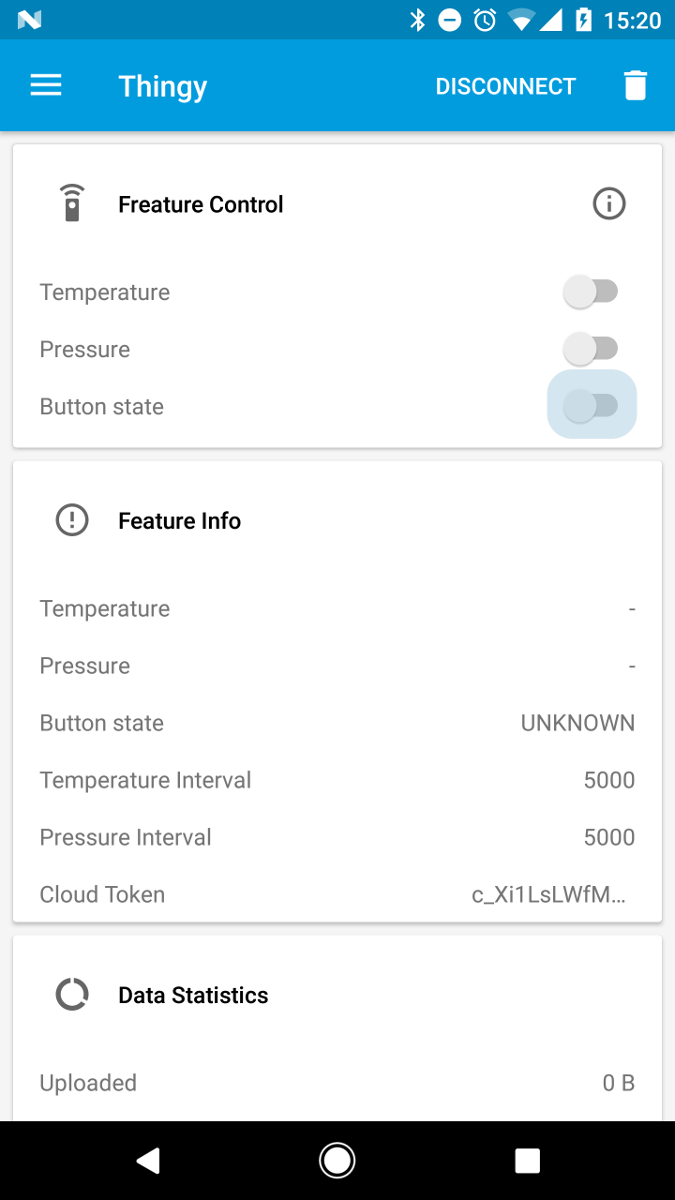 15:20
Thingy DISCONNECT
Freature Control
Temperature
Pressure
Button state
Feature Info
Temperature -
Pressure -
Button state UNKNOWN
Temperature Interval 5000
Pressure Interval 5000
Cloud Token c_Xi1LsLWfM...
Data Statistics
Uploaded 0 B